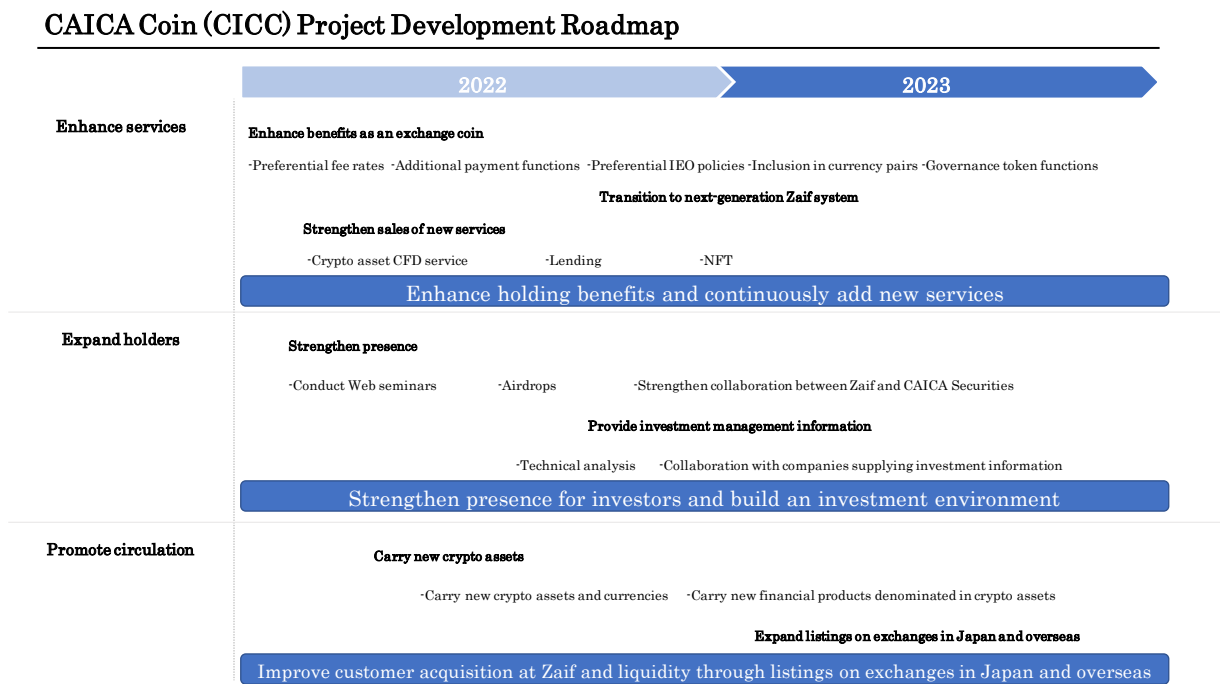 CAICA Coin (CICC) Project Development Roadmap
2022
2023
Enhance services
Enhance benefits as an exchange coin
-Preferential fee rates -Additional payment functions -Preferential IEO policies -Inclusion in currency pairs -Governance token functions
Transition to next-generation Zaif system
Strengthen sales of new services
-Crypto asset CFD service -Lending -NFT
Enhance holding benefits and continuously add new services
Expand holders
Strengthen presence
-Conduct Web seminars -Airdrops -Strengthen collaboration between Zaif and CAICA Securities
Provide investment management information
-Technical analysis -Collaboration with companies supplying investment information
Strengthen presence for investors and build an investment environment
Promote circulation
Carry new crypto assets
-Carry new crypto assets and currencies -Carry new financial products denominated in crypto assets
Expand listings on exchanges in Japan and overseas
Improve customer acquisition at Zaif and liquidity through listings on exchanges in Japan and overseas